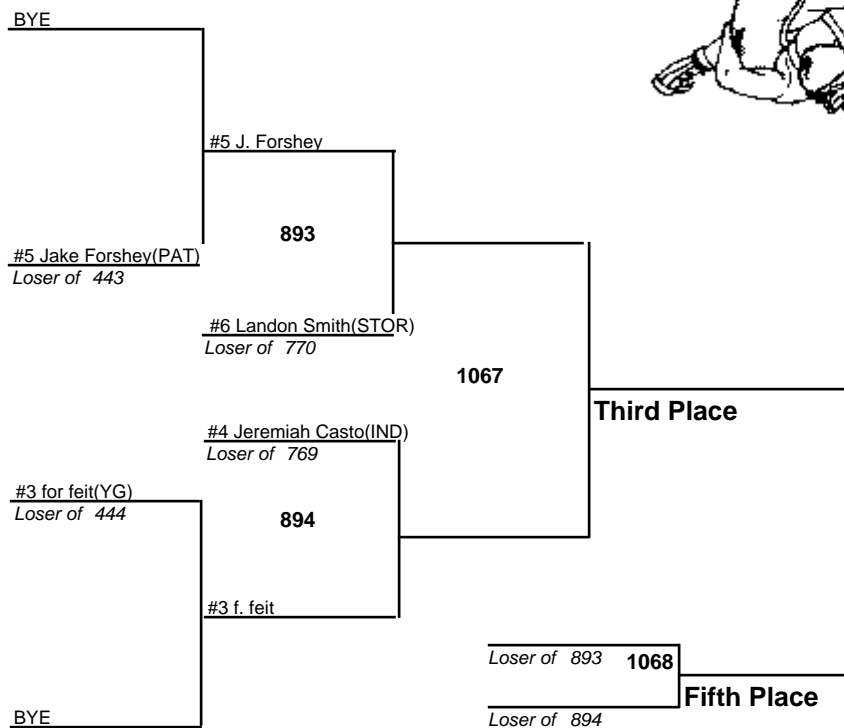 BYE
#5 J. Forshey
893
#5 Jake Forshey(PAT)
Loser of 443
#6 Landon Smith(STOR)
Loser of 770
1067
Third Place
#4 Jeremiah Casto(IND)
Loser of 769
#3 for feit(YG)
Loser of 444
894
#3 f. feit
Loser of 893 1068
Fifth Place
BYE
Loser of 894